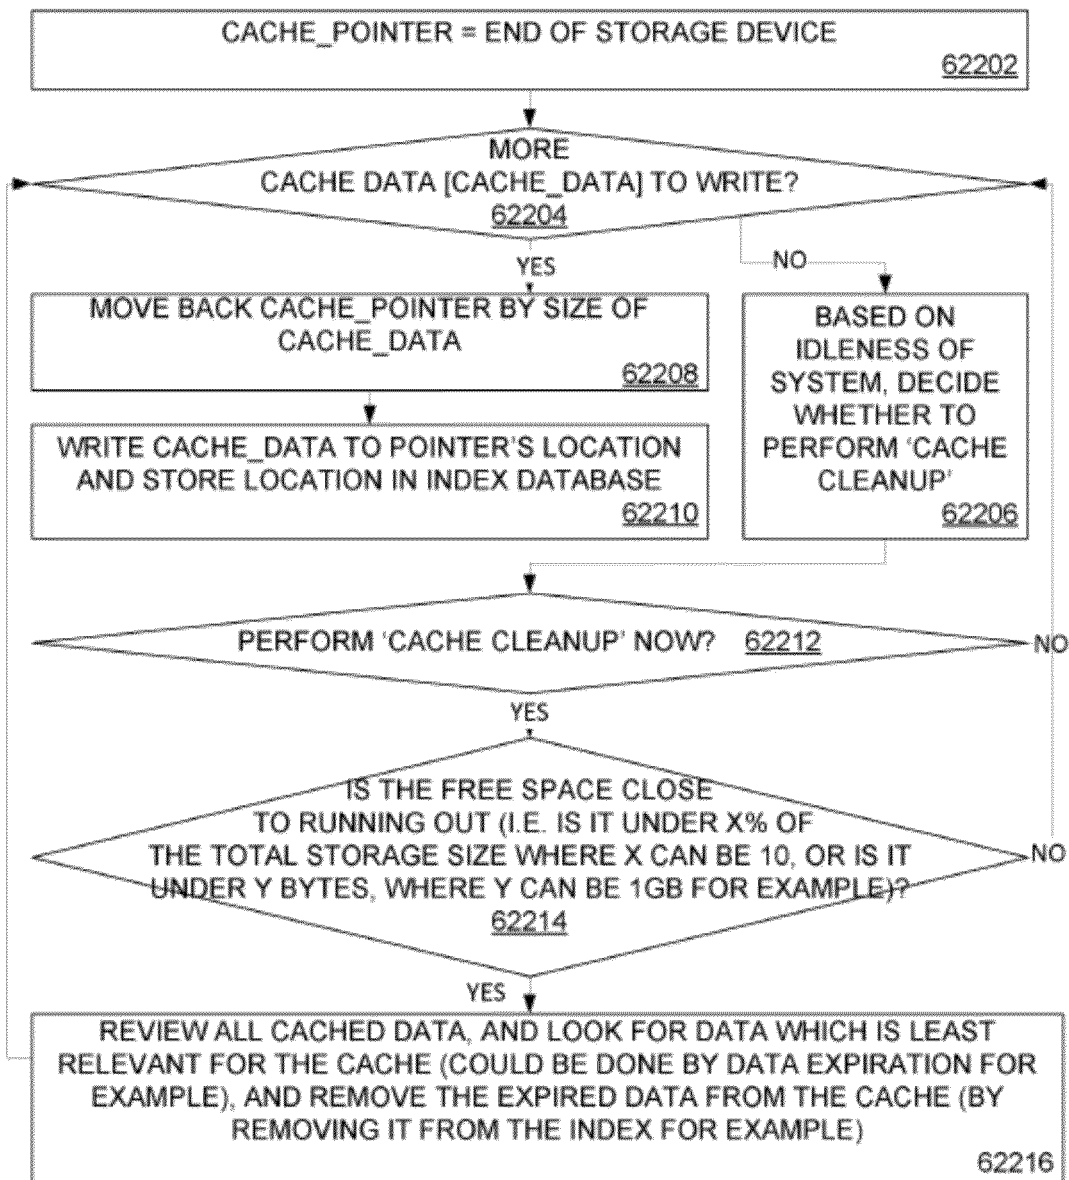 CACHE_POINTER = END OF STORAGE DEVICE
62202
MORE
CACHE DATA [CACHE_DATA] TO WRITE?
62204
YES
NO
MOVE BACK CACHE_POINTER BY SIZE OF
CACHE_DATA
62208
WRITE CACHE_DATA TO POINTER'S LOCATION
AND STORE LOCATION IN INDEX DATABASE
62210
BASED ON
IDLENESS OF
SYSTEM, DECIDE
WHETHER TO
PERFORM 'CACHE
CLEANUP'
62206
PERFORM 'CACHE CLEANUP' NOW? 62212
NO
YES
IS THE FREE SPACE CLOSE
TO RUNNING OUT (I.E. IS IT UNDER X% OF
THE TOTAL STORAGE SIZE WHERE X CAN BE 10, OR IS IT
UNDER Y BYTES, WHERE Y CAN BE 1GB FOR EXAMPLE)?
62214
NO
YES
REVIEW ALL CACHED DATA, AND LOOK FOR DATA WHICH IS LEAST
RELEVANT FOR THE CACHE (COULD BE DONE BY DATA EXPIRATION FOR
EXAMPLE), AND REMOVE THE EXPIRED DATA FROM THE CACHE (BY
REMOVING IT FROM THE INDEX FOR EXAMPLE)
62216